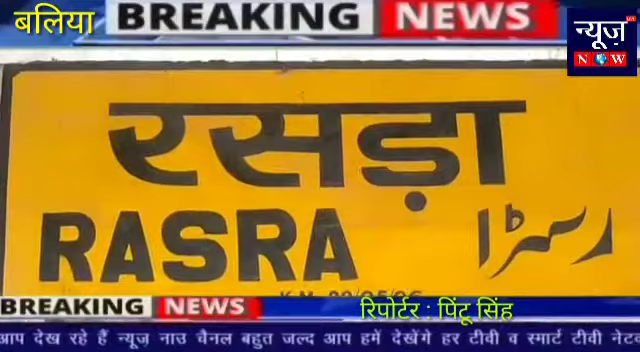 बलिया
BREAKING NEWS
न्यूज़
NOW
रसड़ा
RASRA
رسڑا
BREAKING NEWS
रिपोर्टर : पिंटू सिंह
आप देख रहे हैं न्यूज़ नाउ चैनल बहुत जल्द आप हमें देखेंगे हर टीवी व स्मार्ट टीवी नेट